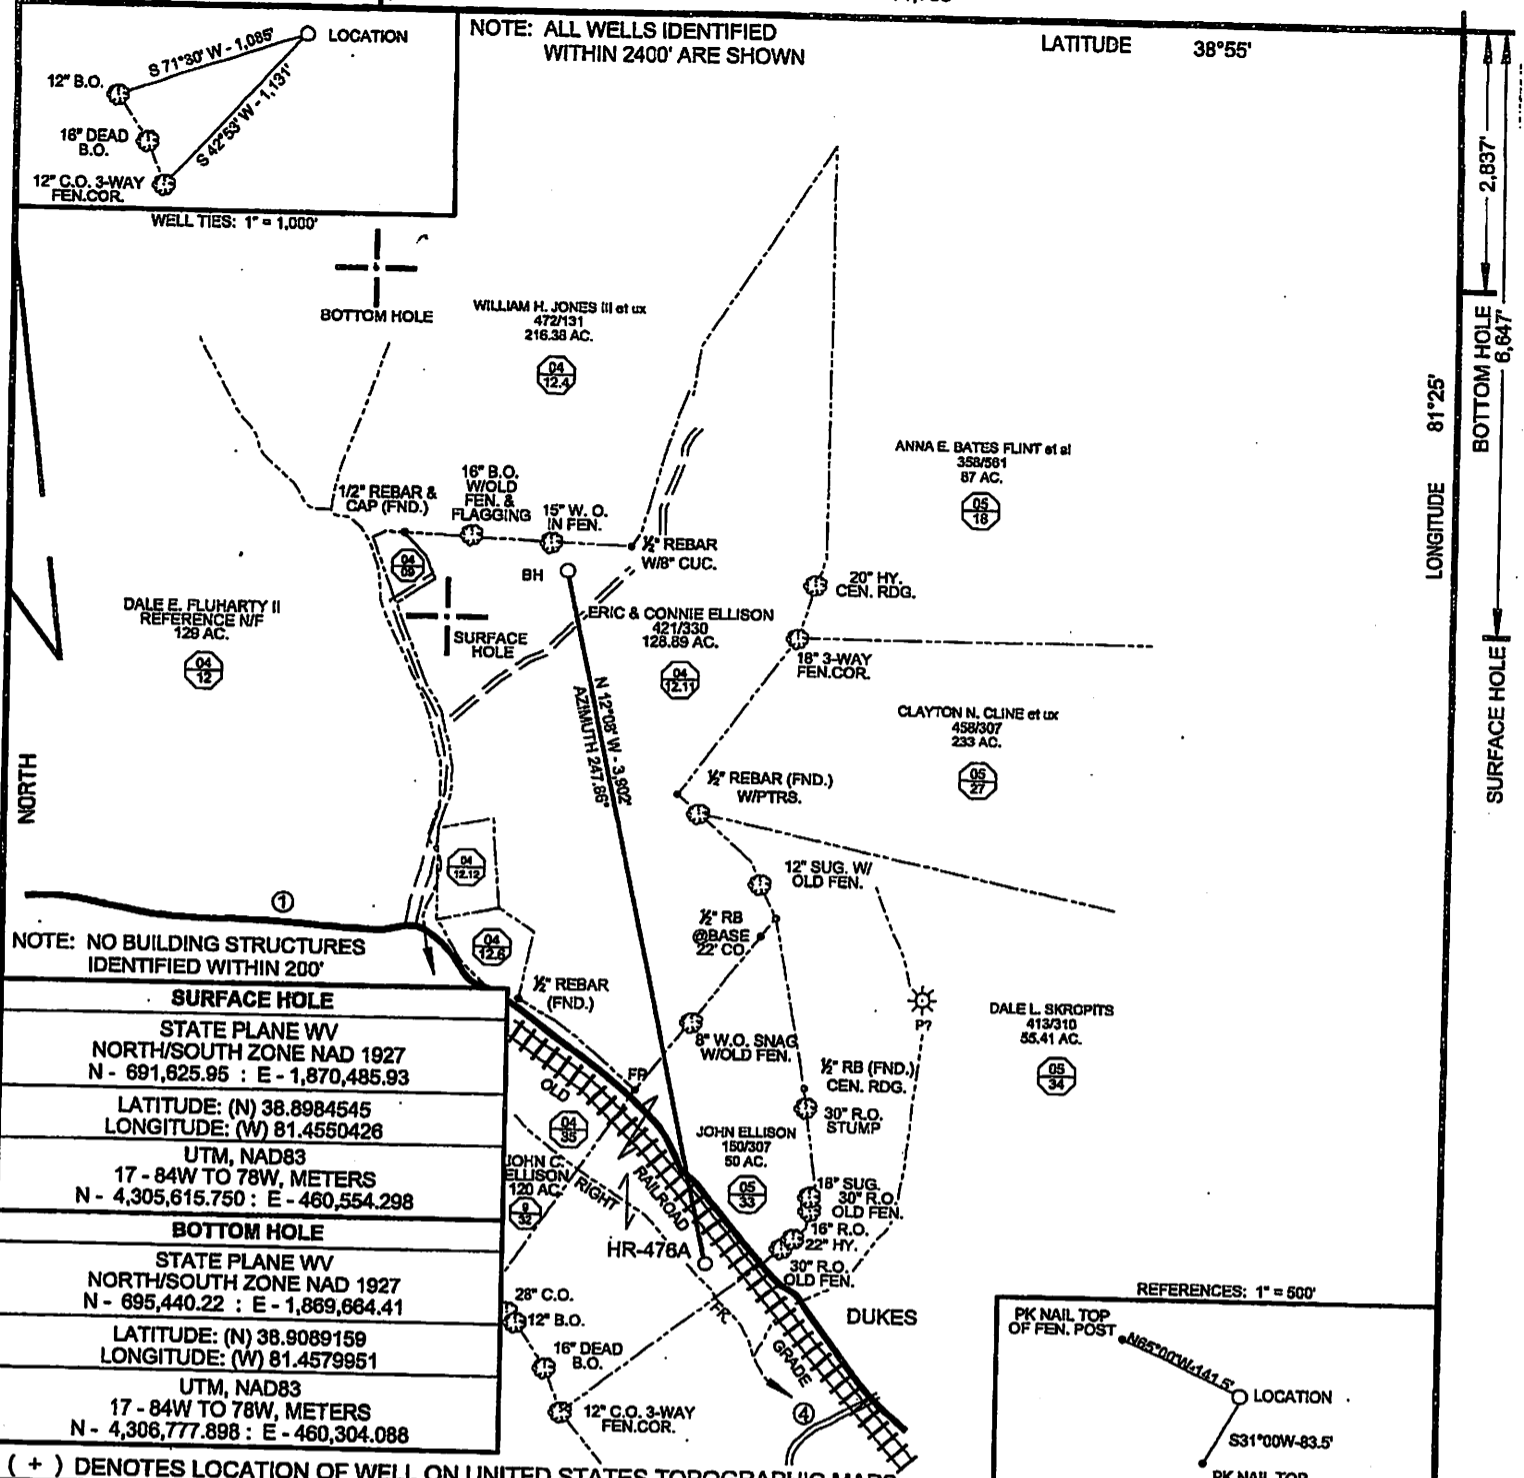 LOCATION
S 71°30' W - 1,085'
12" B.O.
S 42°53' W - 1,131'
16" DEAD
B.O.
12" C.O. 3-WAY
FEN.COR.
WELL TIES: 1" = 1,000'
NOTE: ALL WELLS IDENTIFIED
WITHIN 2400' ARE SHOWN
LATITUDE 38°55'
2,837'
BOTTOM HOLE
6,647'
SURFACE HOLE
LONGITUDE 81°25'
BOTTOM HOLE
WILLIAM H. JONES III et ux
472/131
216.38 AC.
04
12.4
ANNA E. BATES FLINT et al
358/561
87 AC.
05
18
1/2" REBAR &
CAP (FND.)
16" B.O.
W/OLD
FEN. &
FLAGGING
15" W. O.
IN FEN.
½" REBAR
W/8" CUC.
04
09
BH
20" HY.
CEN. RDG.
DALE E. FLUHARTY II
REFERENCE N/F
129 AC.
04
12
SURFACE
HOLE
ERIC & CONNIE ELLISON
421/330
128.89 AC.
04
12.11
18" 3-WAY
FEN.COR.
N 12°08' W - 3,902'
AZIMUTH 247.86°
CLAYTON N. CLINE et ux
458/307
233 AC.
05
27
NORTH
½" REBAR (FND.)
W/PTRS.
04
12.12
12" SUG. W/
OLD FEN.
1
½" RB
@BASE
22' CO
04
12.6
NOTE: NO BUILDING STRUCTURES
IDENTIFIED WITHIN 200'
½" REBAR
(FND.)
P?
DALE L. SKROPITS
413/310
55.41 AC.
05
34
8" W.O. SNAG
W/OLD FEN.
FP
½" RB (FND.)
CEN. RDG.
30" R.O.
STUMP
OLD
RAILROAD
GRADE
04
35
JOHN ELLISON
150/307
50 AC.
05
33
JOHN C.
ELLISON
120 AC.
9
32
RIGHT
FK.
18" SUG.
30" R.O.
OLD FEN.
16" R.O.
22" HY.
30" R.O.
OLD FEN.
HR-476A
DUKES
28" C.O.
12" B.O.
16" DEAD
B.O.
12" C.O. 3-WAY
FEN.COR.
4
SURFACE HOLE
STATE PLANE WV
NORTH/SOUTH ZONE NAD 1927
N - 691,625.95 : E - 1,870,485.93
LATITUDE: (N) 38.8984545
LONGITUDE: (W) 81.4550426
UTM, NAD83
17 - 84W TO 78W, METERS
N - 4,305,615.750 : E - 460,554.298
BOTTOM HOLE
STATE PLANE WV
NORTH/SOUTH ZONE NAD 1927
N - 695,440.22 : E - 1,869,664.41
LATITUDE: (N) 38.9089159
LONGITUDE: (W) 81.4579951
UTM, NAD83
17 - 84W TO 78W, METERS
N - 4,306,777.898 : E - 460,304.088
REFERENCES: 1" = 500'
PK NAIL TOP
OF FEN. POST
N65°00'W-141.5'
LOCATION
S31°00W-83.5'
PK NAIL TOP
( + ) DENOTES LOCATION OF WELL ON UNITED STATES TOPOGRAPHIC MAPS